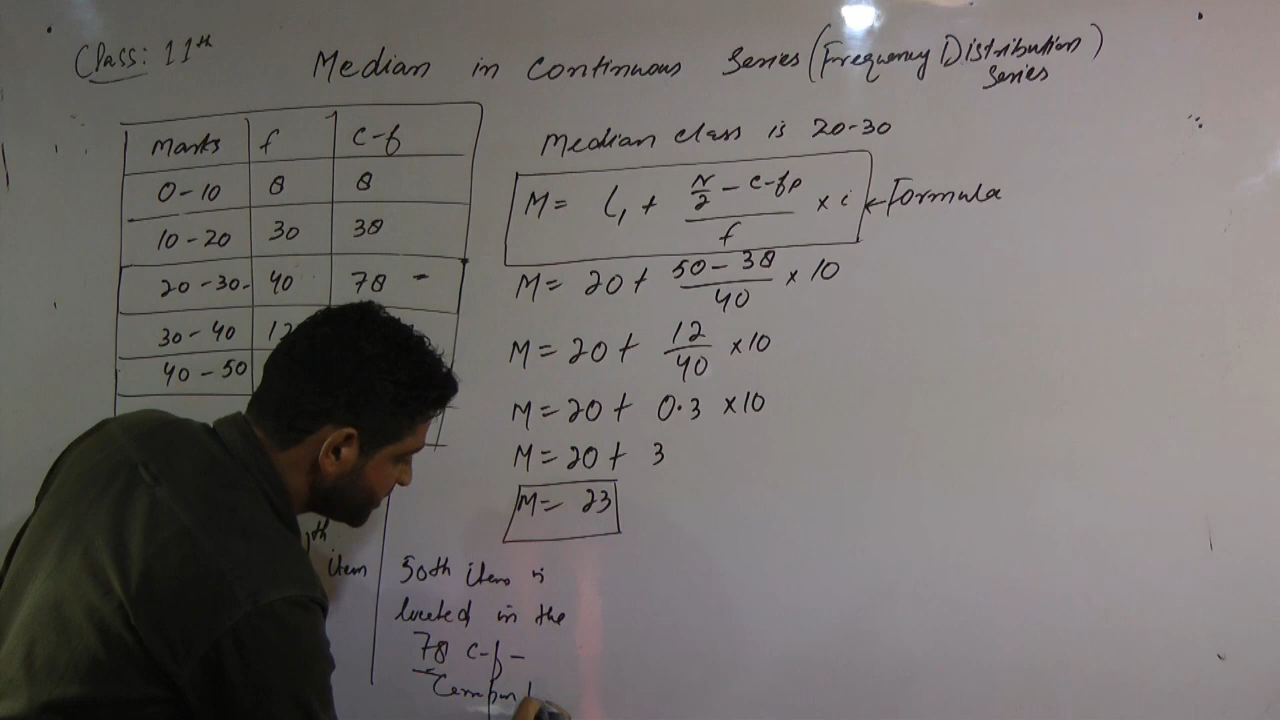 Class: 11th
Median in Continuous Series (Frequency Distribution Series)
Marks f c-f
0-10 8 8
10-20 30 38
20-30- 40 78 -
30-40 12
40-50
Median class is 20-30
M = l₁ + (N/2 - c-fp)/f × i ← Formula
M = 20 + (50-38)/40 × 10
M = 20 + 12/40 × 10
M = 20 + 0.3 × 10
M = 20 + 3
M = 23
th
item
50th item is
located in the
78 c-f -